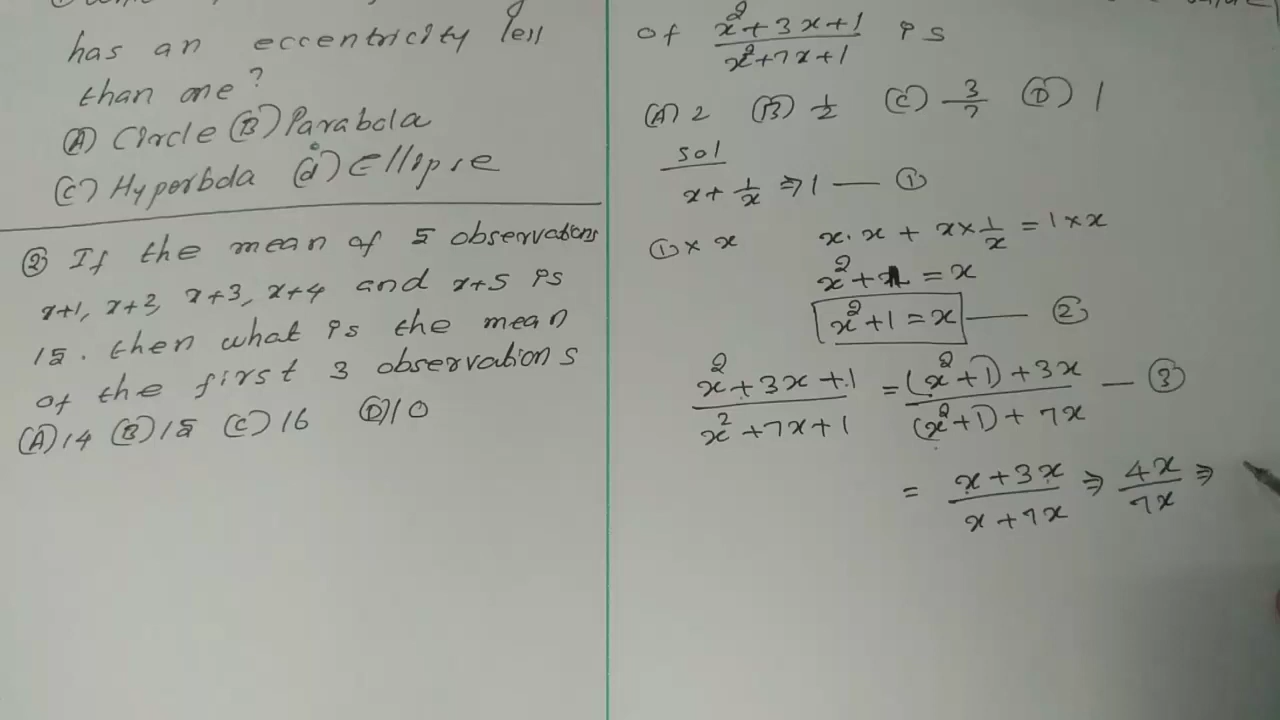 has an eccentricity less
than one?
(A) Circle (B) Parabola
(C) Hyperbola (d) Ellipse
② If the mean of 5 observations
x+1, x+2, x+3, x+4 and x+5 is
15. then what is the mean
of the first 3 observations
(A) 14 (B) 15 (C) 16 (D) 10
of x²+3x+1 / x²+7x+1 is
(A) 2 (B) 1/2 (C) 3/7 (D) 1
sol
x + 1/x ⇒ 1 — ①
① × x x·x + x×1/x = 1×x
x² + 1 = x
x²+1 = x — ②
x²+3x+1 / x²+7x+1 = (x²+1)+3x / (x²+1)+7x — ③
= x+3x / x+7x ⇒ 4x / 7x ⇒